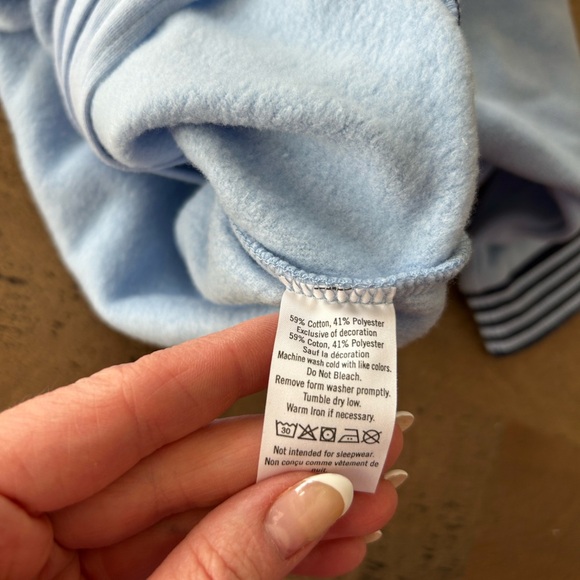 59% Cotton, 41% Polyester
Exclusive of decoration
59% Coton, 41% Polyester
Sauf la décoration
Machine wash cold with like colors.
Do Not Bleach.
Remove form washer promptly.
Tumble dry low.
Warm Iron if necessary.
30
Not intended for sleepwear.
Non conçu comme vêtement de
nuit.